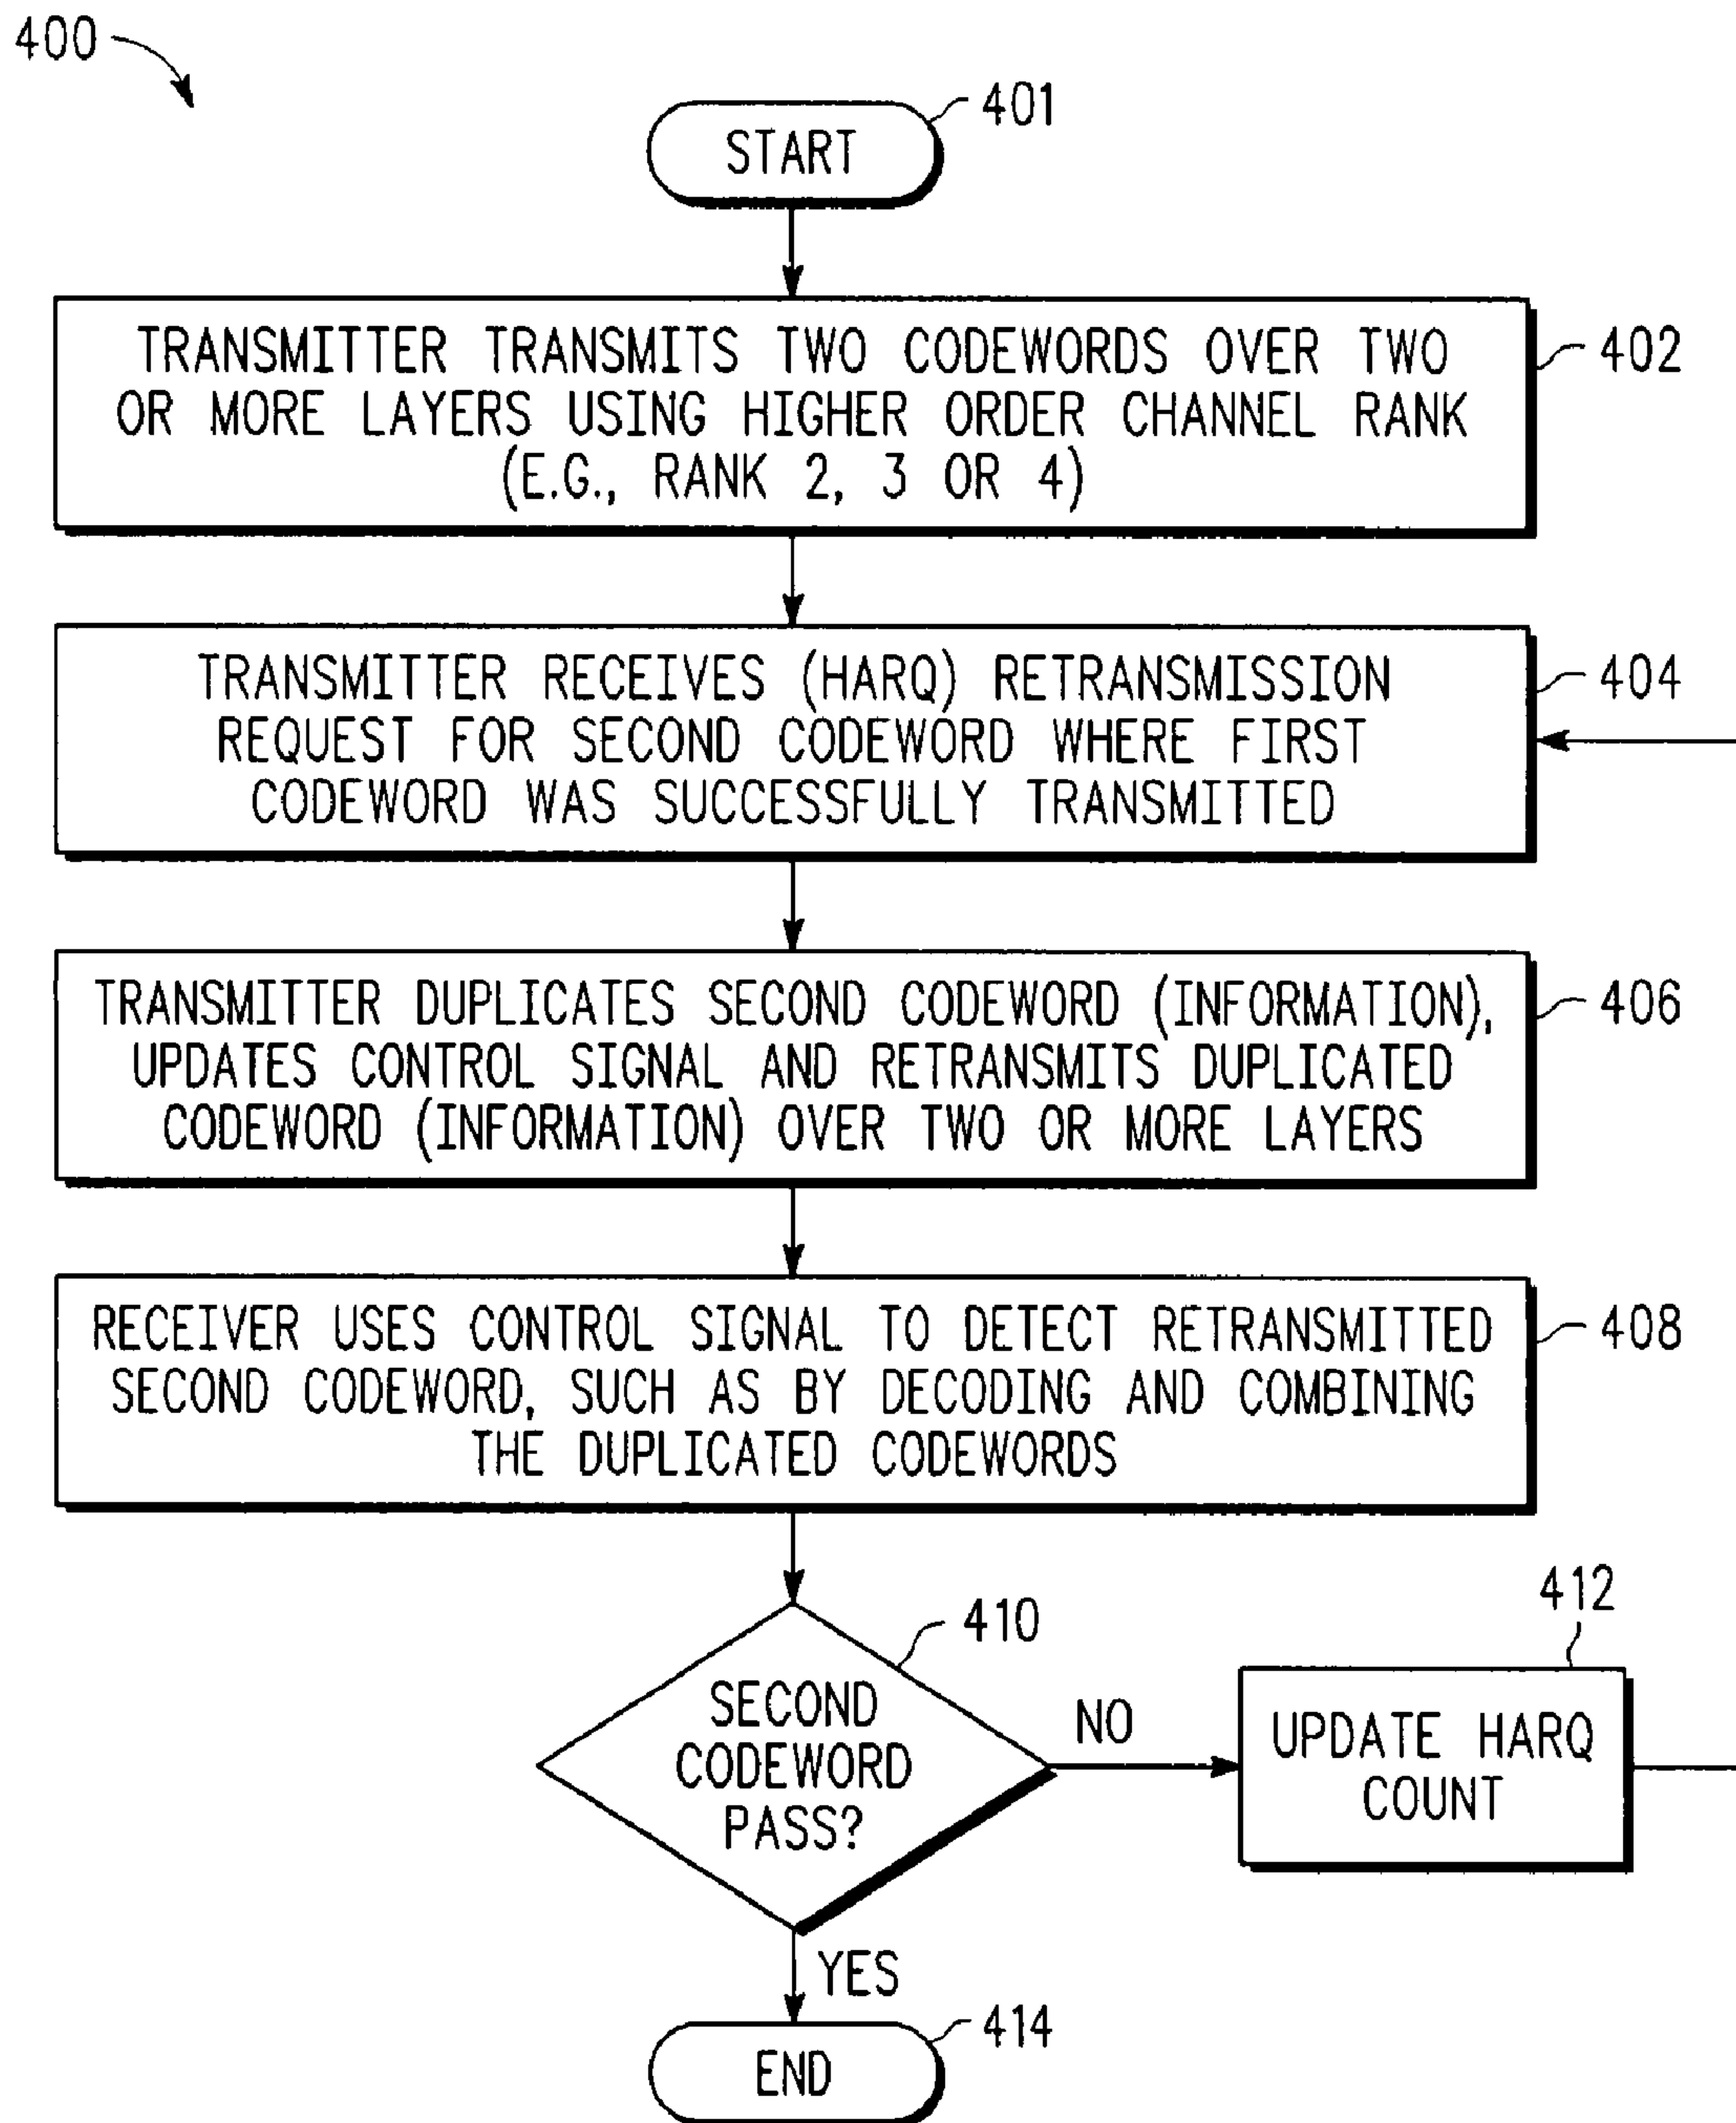 400
401
START
TRANSMITTER TRANSMITS TWO CODEWORDS OVER TWO
OR MORE LAYERS USING HIGHER ORDER CHANNEL RANK
(E.G., RANK 2, 3 OR 4)
402
TRANSMITTER RECEIVES (HARQ) RETRANSMISSION
REQUEST FOR SECOND CODEWORD WHERE FIRST
CODEWORD WAS SUCCESSFULLY TRANSMITTED
404
TRANSMITTER DUPLICATES SECOND CODEWORD (INFORMATION),
UPDATES CONTROL SIGNAL AND RETRANSMITS DUPLICATED
CODEWORD (INFORMATION) OVER TWO OR MORE LAYERS
406
RECEIVER USES CONTROL SIGNAL TO DETECT RETRANSMITTED
SECOND CODEWORD, SUCH AS BY DECODING AND COMBINING
THE DUPLICATED CODEWORDS
408
410
SECOND
CODEWORD
PASS?
NO
412
UPDATE HARQ
COUNT
YES
414
END